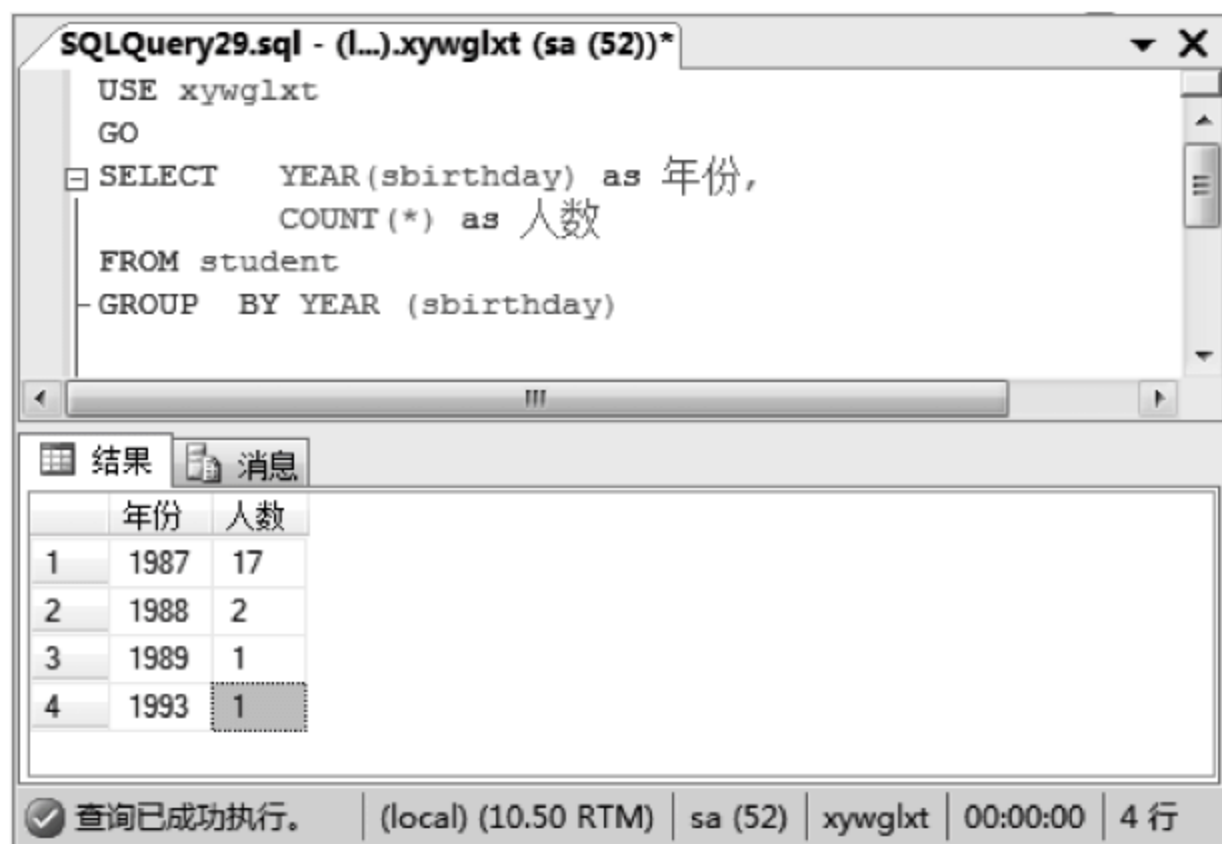 SQLQuery29.sql - (l...).xywglxt (sa (52))*
USE xywglxt
GO
SELECT YEAR(sbirthday) as 年份,
COUNT(*) as 人数
FROM student
GROUP BY YEAR (sbirthday)
结果 消息
年份 人数
1 1987 17
2 1988 2
3 1989 1
4 1993 1
查询已成功执行。 (local) (10.50 RTM) sa (52) xywglxt 00:00:00 4 行